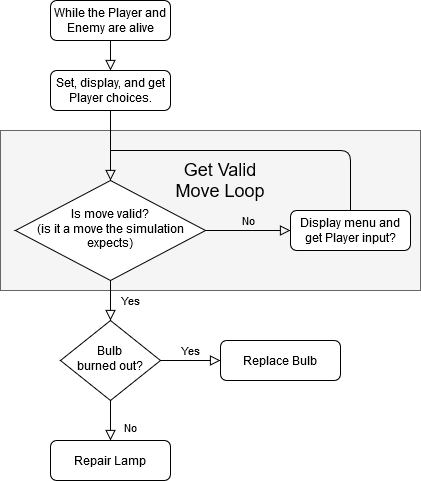 While the Player and
Enemy are alive
Set, display, and get
Player choices.
Get Valid
Move Loop
Is move valid?
(is it a move the simulation
expects)
No
Display menu and
get Player input?
Yes
Bulb
burned out?
Yes
Replace Bulb
No
Repair Lamp